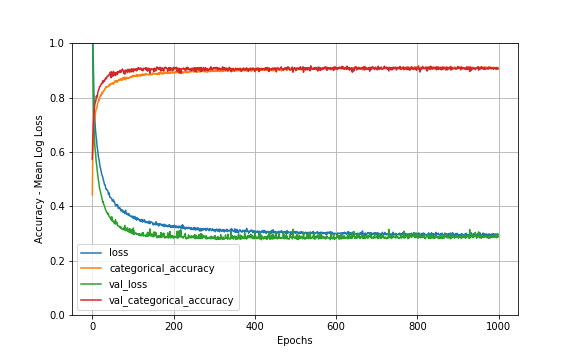 1.0
0.8
0.6
0.4
0.2
0.0
Accuracy - Mean Log Loss
loss
categorical_accuracy
val_loss
val_categorical_accuracy
0 200 400 600 800 1000
Epochs